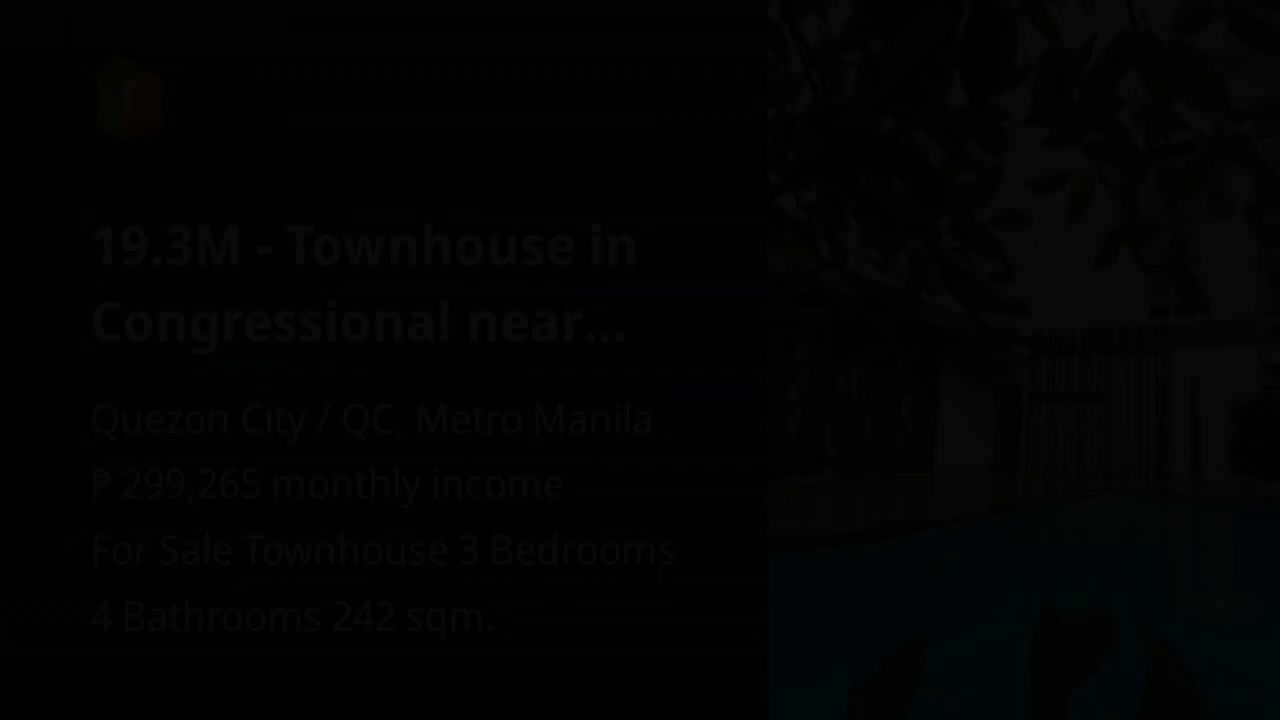 19.3M - Townhouse in
Congressional near...
Quezon City / QC, Metro Manila
₱ 299,265 monthly income
For Sale Townhouse 3 Bedrooms
4 Bathrooms 242 sqm.